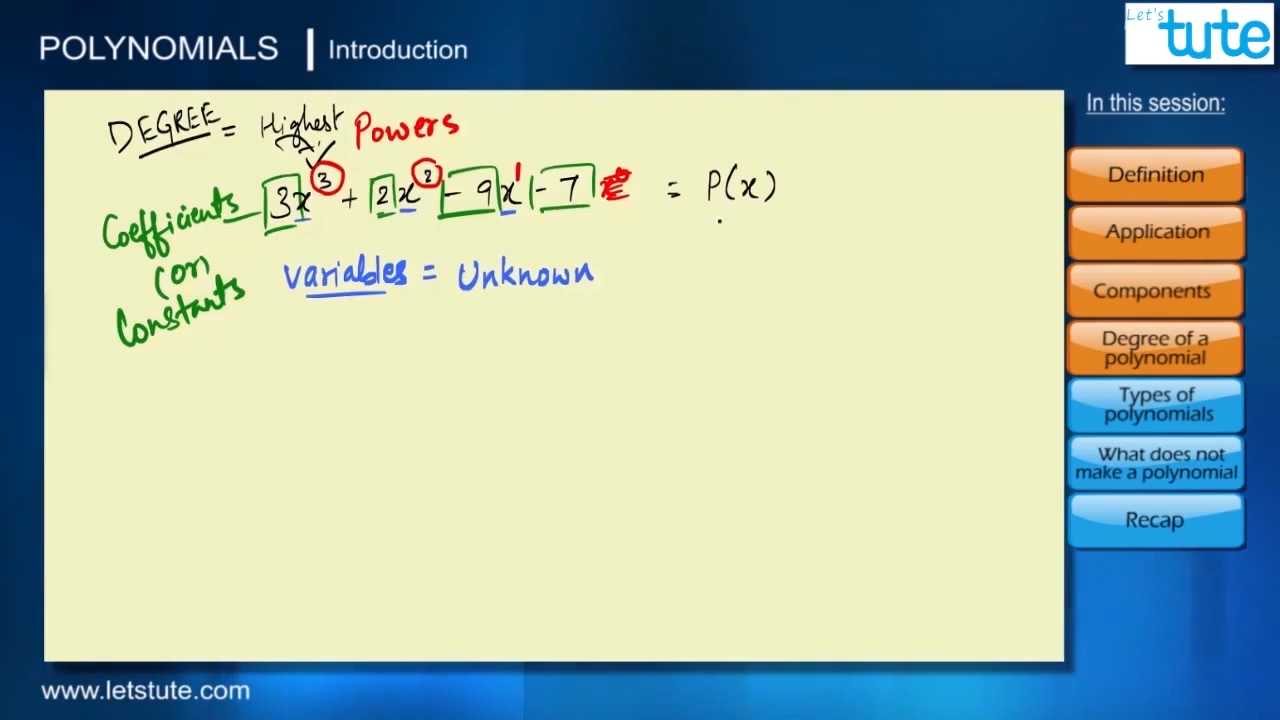 POLYNOMIALS | Introduction
Let's tute
In this session:
DEGREE = Highest Powers
3x³ + 2x² - 9x¹ - 7 = P(x)
Coefficients
(or)
Constants
variables = Unknown
Definition
Application
Components
Degree of a
polynomial
Types of
polynomials
What does not
make a polynomial
Recap
www.letstute.com